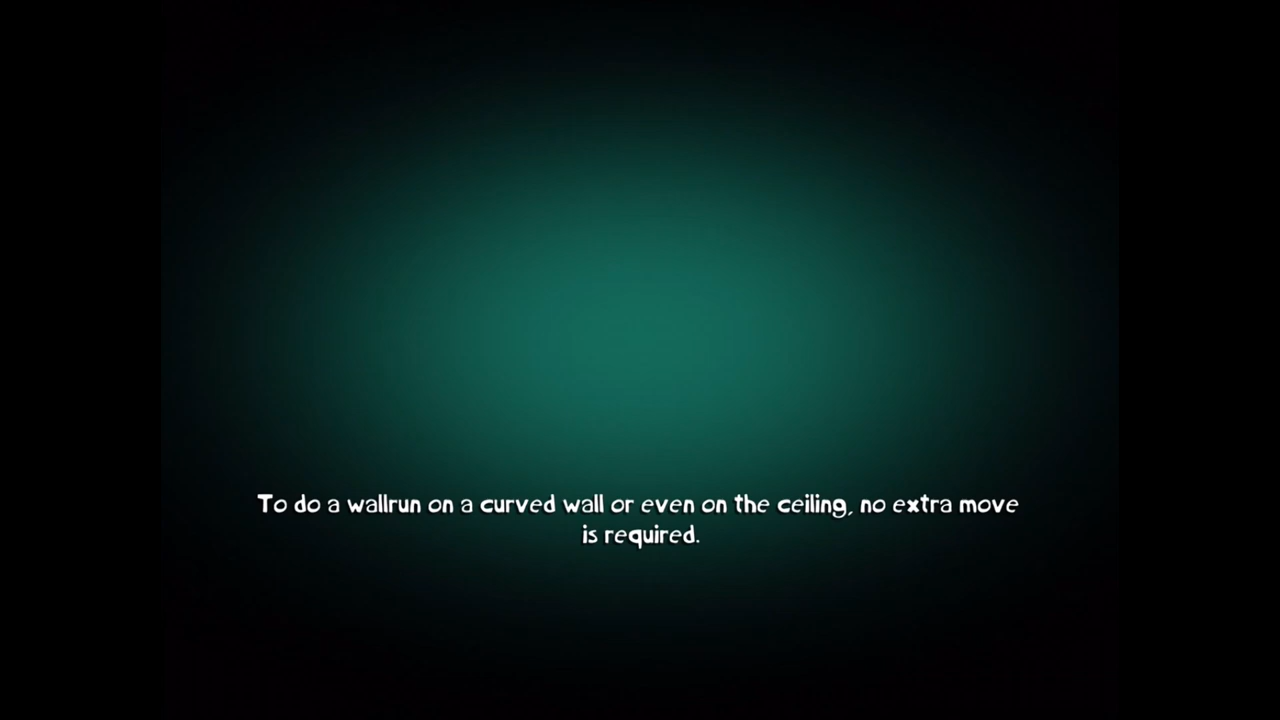 To do a wallrun on a curved wall or even on the ceiling, no extra move
is required.